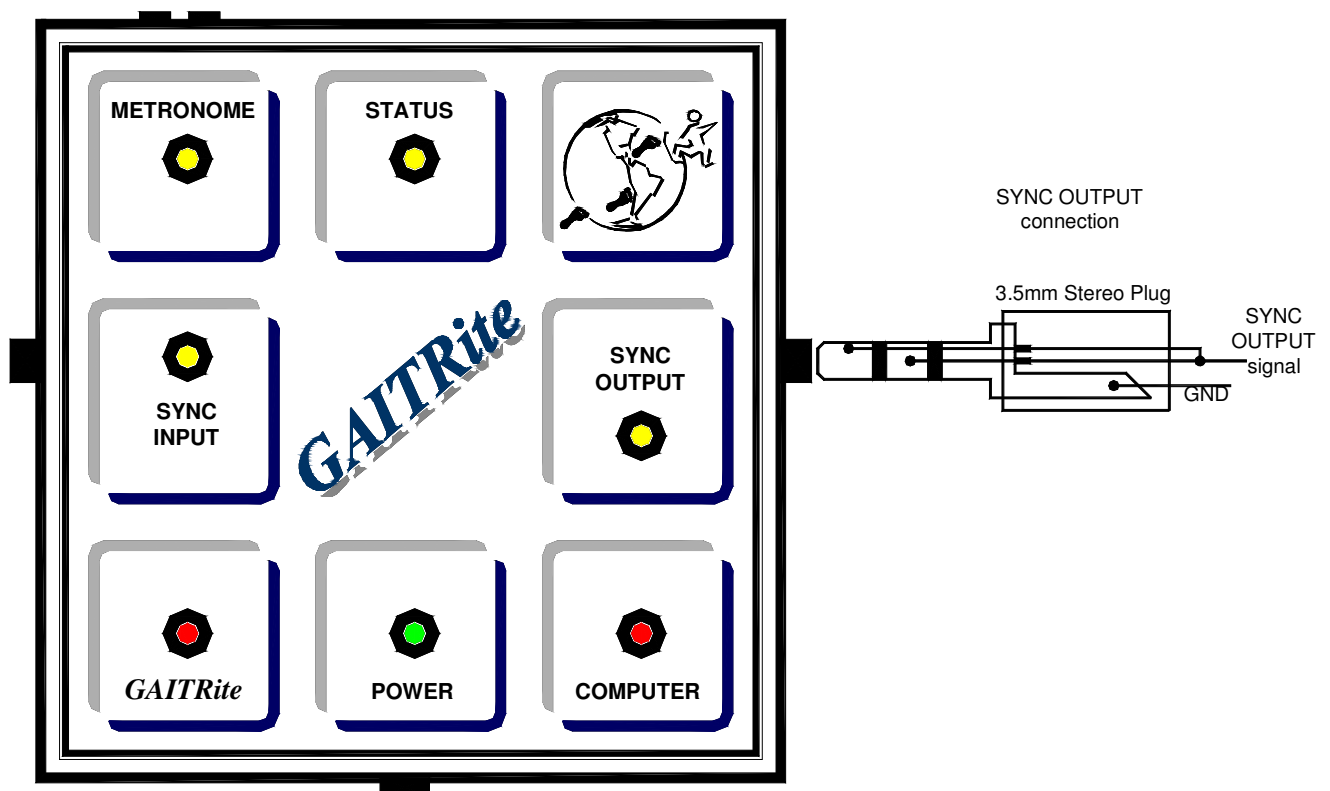 METRONOME
STATUS
SYNC OUTPUT
connection
3.5mm Stereo Plug
SYNC
OUTPUT
signal
GND
SYNC
INPUT
GAITRite
SYNC
OUTPUT
GAITRite
POWER
COMPUTER